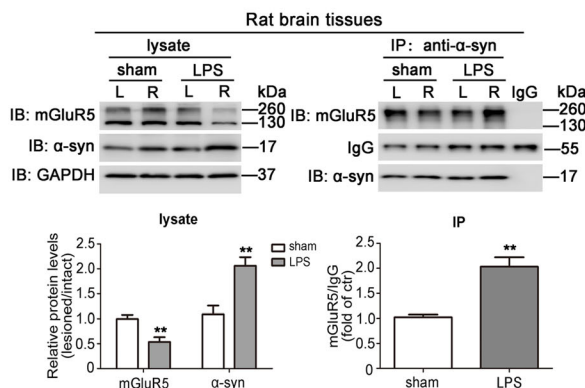 Rat brain tissues
lysate
IP: anti-α-syn
sham LPS
sham LPS
L R L R kDa
L R L R IgG kDa
IB: mGluR5 260
130
IB: mGluR5 260
130
IB: α-syn 17
IgG 55
IB: GAPDH 37
IB: α-syn 17
lysate
Relative protein levels
(lesioned/intact)
2.5
2.0
1.5
1.0
0.5
0.0
**
**
sham
LPS
mGluR5 α-syn
IP
mGluR5/IgG
(fold of ctr)
2.5
2.0
1.5
1.0
0.5
0.0
**
sham LPS